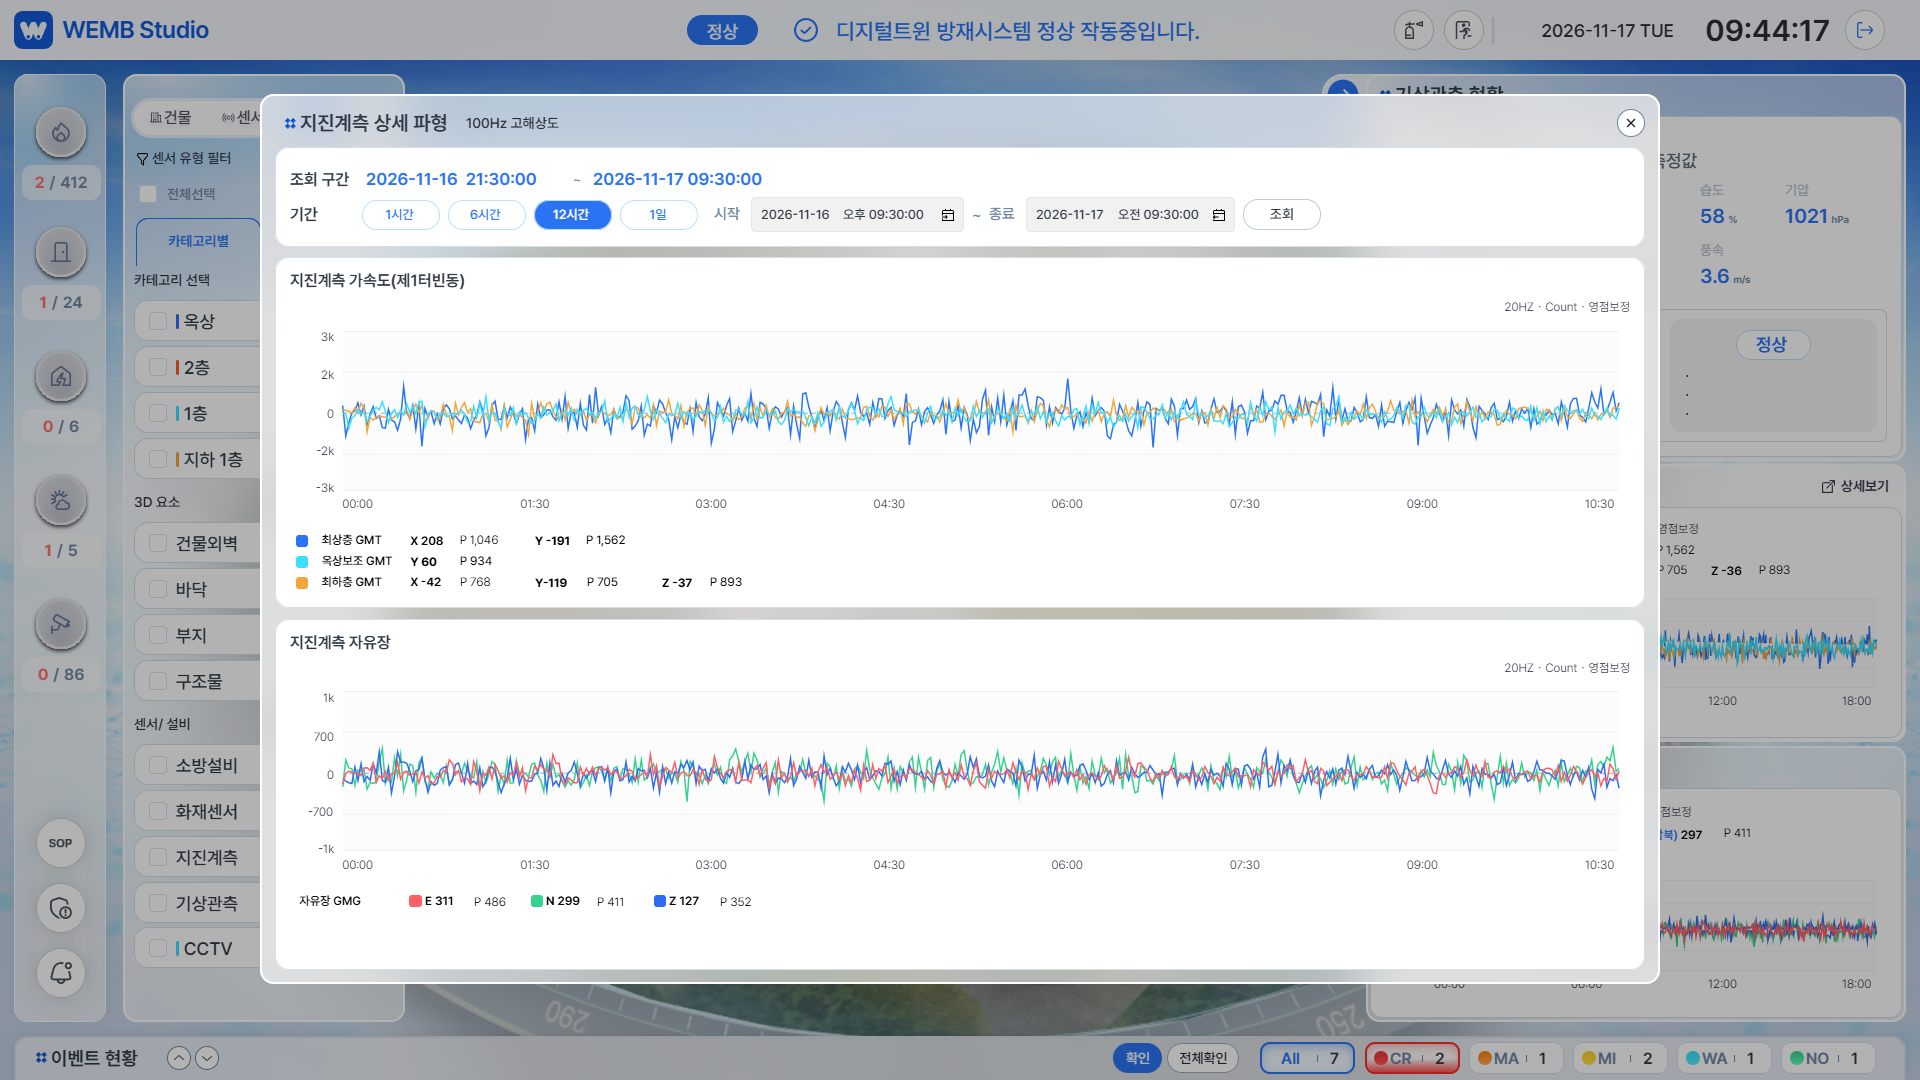 WEMB Studio
정상
디지털트윈 방재시스템 정상 작동중입니다.
2026-11-17 TUE
09:44:17
2 / 412
1 / 24
0 / 6
1 / 5
0 / 86
SOP
건물
센서 유형 필터
전체선택
카테고리별
카테고리 선택
옥상
2층
1층
지하 1층
3D 요소
건물외벽
바닥
부지
구조물
센서/ 설비
소방설비
화재센서
지진계측
기상관측
CCTV
지진계측 상세 파형 100Hz 고해상도
조회 구간 2026-11-16 21:30:00 ~ 2026-11-17 09:30:00
기간 1시간 6시간 12시간 1일 시작 2026-11-16 오후 09:30:00 ~ 종료 2026-11-17 오전 09:30:00 조회
지진계측 가속도(제1터빈동)
20HZ · Count · 영점보정
3k
2k
0
-2k
-3k
00:00 01:30 03:00 04:30 06:00 07:30 09:00 10:30
최상층 GMT X 208 P 1,046 Y -191 P 1,562
옥상보조 GMT Y 60 P 934
최하층 GMT X -42 P 768 Y-119 P 705 Z -37 P 893
지진계측 자유장
20HZ · Count · 영점보정
1k
700
0
-700
-1k
00:00 01:30 03:00 04:30 06:00 07:30 09:00 10:30
자유장 GMG E 311 P 486 N 299 P 411 Z 127 P 352
습도 기압
58 % 1021 hPa
풍속
3.6 m/s
정상
상세보기
영점보정
P 1,562
P 705 Z -36 P 893
12:00 18:00
점보정
297 P 411
12:00 18:00
290
250
이벤트 현황
확인 전체확인 All 7 CR 2 MA 1 MI 2 WA 1 NO 1